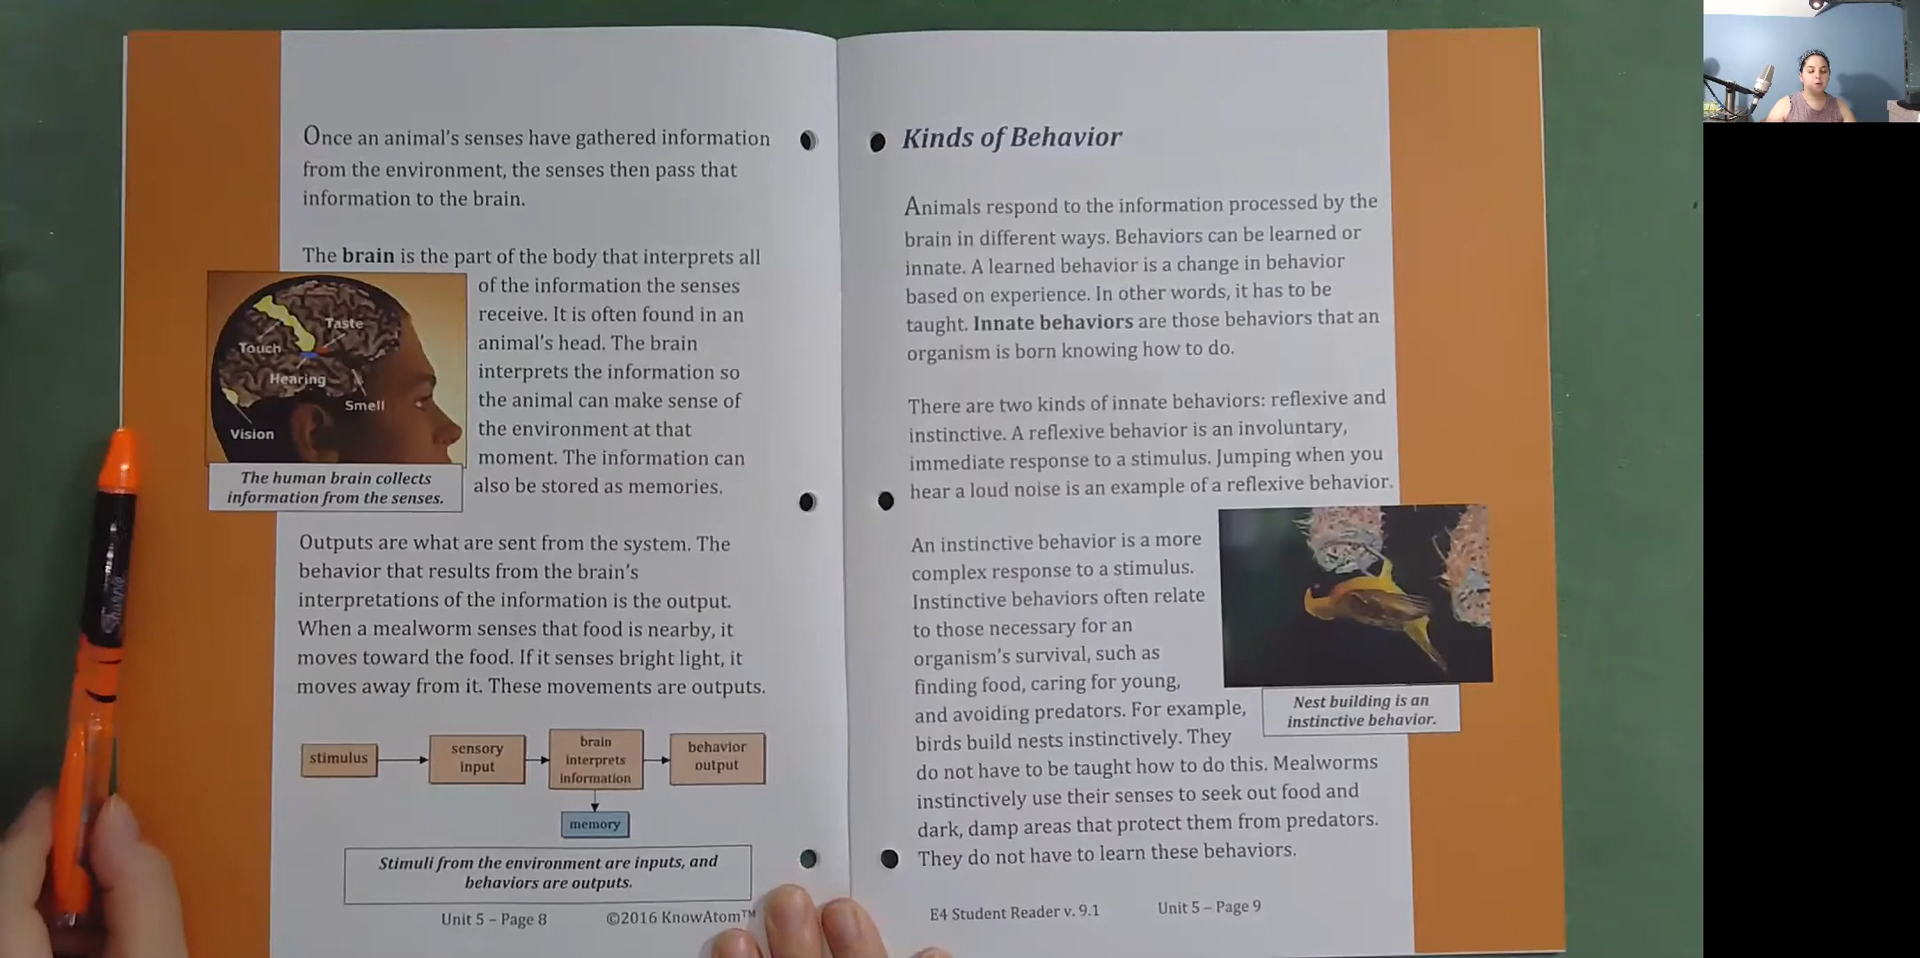 Once an animal's senses have gathered information
from the environment, the senses then pass that
information to the brain.
The brain is the part of the body that interprets all
of the information the senses
receive. It is often found in an
animal's head. The brain
interprets the information so
the animal can make sense of
the environment at that
moment. The information can
also be stored as memories.
Taste
Touch
Hearing
Smell
Vision
The human brain collects
information from the senses.
Outputs are what are sent from the system. The
behavior that results from the brain's
interpretations of the information is the output.
When a mealworm senses that food is nearby, it
moves toward the food. If it senses bright light, it
moves away from it. These movements are outputs.
stimulus
sensory
input
brain
interprets
information
behavior
output
memory
Stimuli from the environment are inputs, and
behaviors are outputs.
Unit 5 – Page 8 ©2016 KnowAtom™
Kinds of Behavior
Animals respond to the information processed by the
brain in different ways. Behaviors can be learned or
innate. A learned behavior is a change in behavior
based on experience. In other words, it has to be
taught. Innate behaviors are those behaviors that an
organism is born knowing how to do.
There are two kinds of innate behaviors: reflexive and
instinctive. A reflexive behavior is an involuntary,
immediate response to a stimulus. Jumping when you
hear a loud noise is an example of a reflexive behavior.
An instinctive behavior is a more
complex response to a stimulus.
Instinctive behaviors often relate
to those necessary for an
organism's survival, such as
finding food, caring for young,
and avoiding predators. For example,
birds build nests instinctively. They
do not have to be taught how to do this. Mealworms
instinctively use their senses to seek out food and
dark, damp areas that protect them from predators.
They do not have to learn these behaviors.
Nest building is an
instinctive behavior.
E4 Student Reader v. 9.1 Unit 5 – Page 9
Sharpie